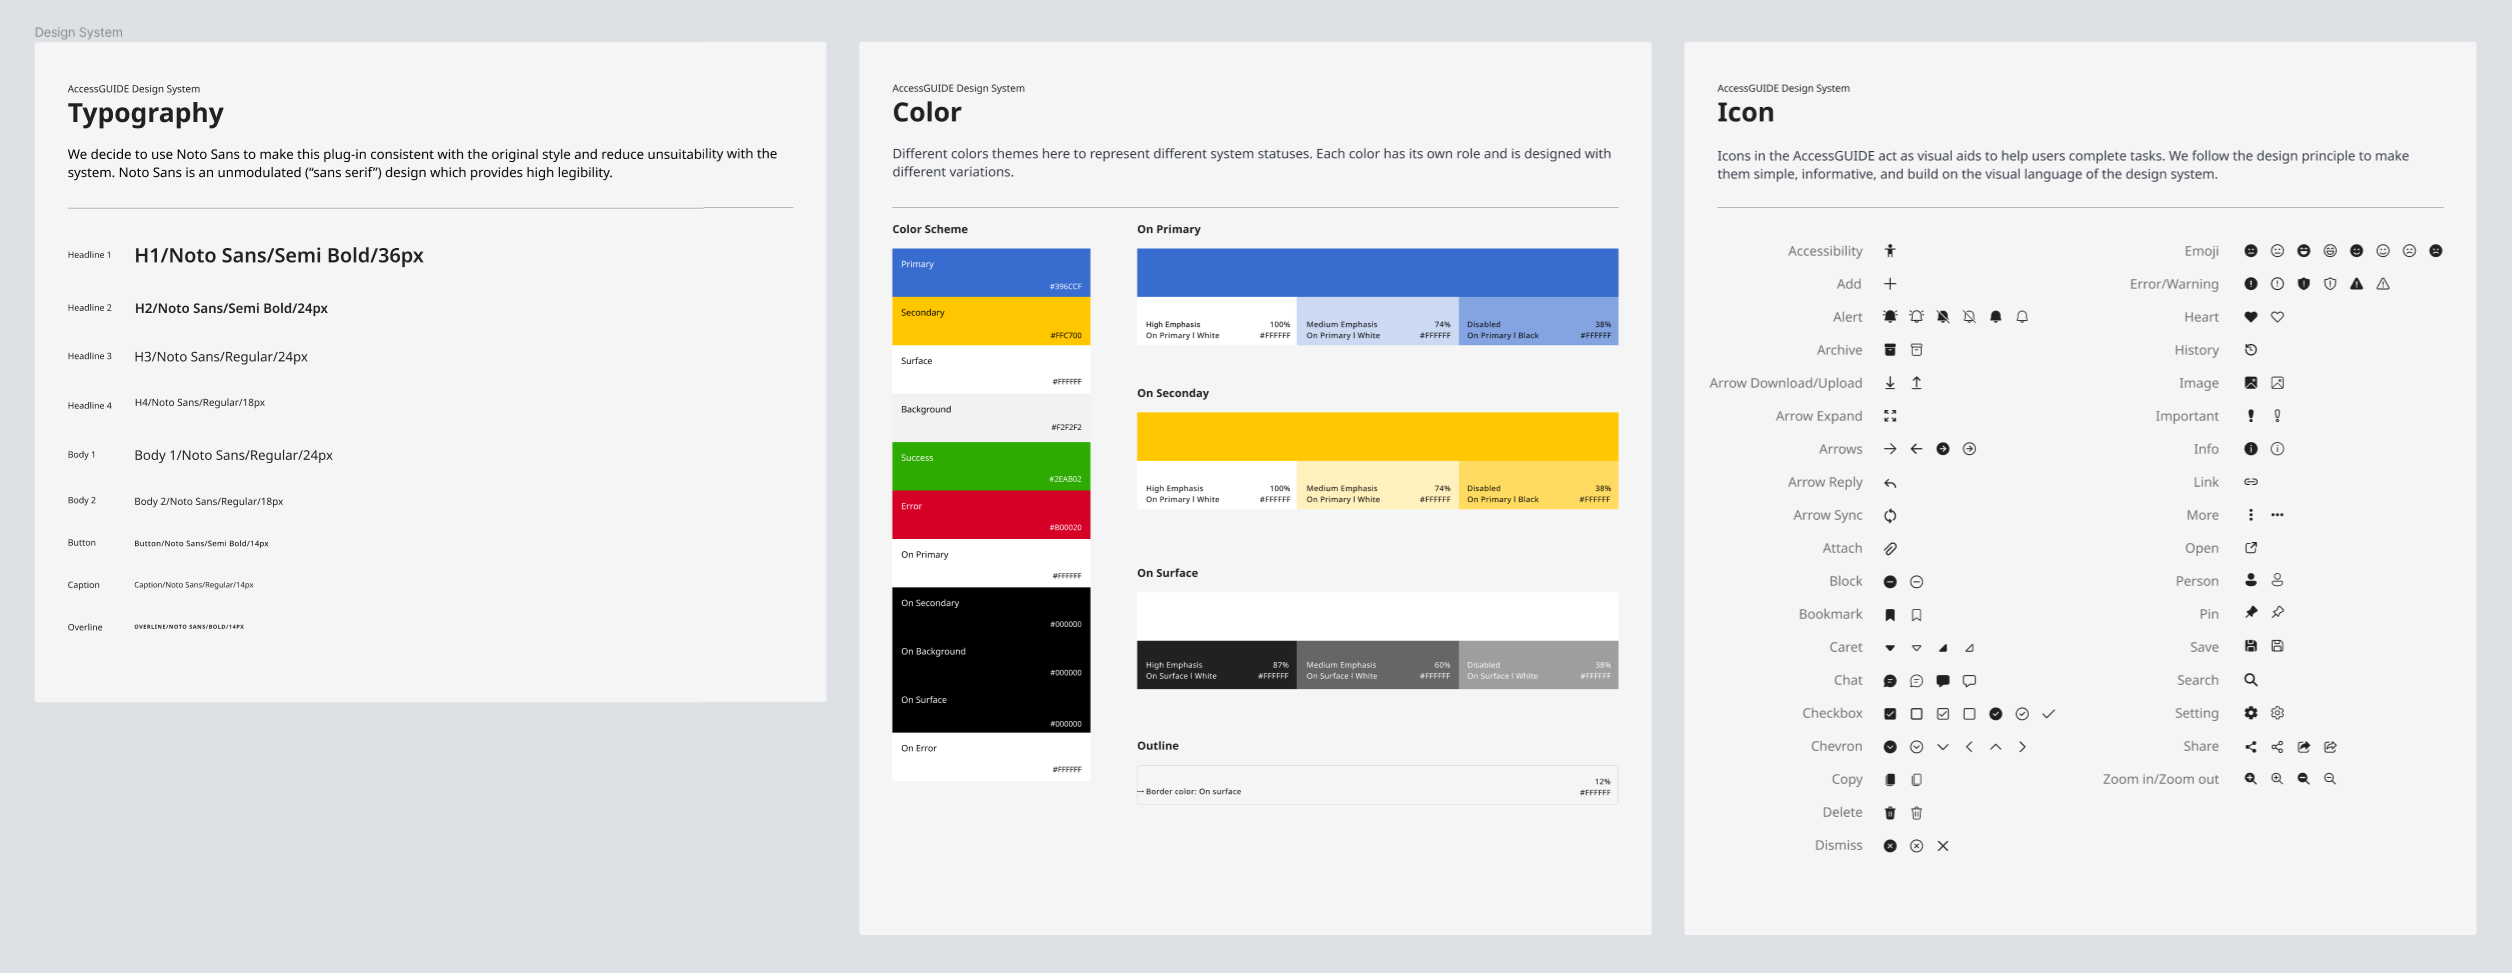 Design System
AccessGUIDE Design System
Typography
We decide to use Noto Sans to make this plug-in consistent with the original style and reduce unsuitability with the
system. Noto Sans is an unmodulated (“sans serif”) design which provides high legibility.
Headline 1 H1/Noto Sans/Semi Bold/36px
Headline 2 H2/Noto Sans/Semi Bold/24px
Headline 3 H3/Noto Sans/Regular/24px
Headline 4 H4/Noto Sans/Regular/18px
Body 1 Body 1/Noto Sans/Regular/24px
Body 2 Body 2/Noto Sans/Regular/18px
Button Button/Noto Sans/Semi Bold/14px
Caption Caption/Noto Sans/Regular/14px
Overline OVERLINE/NOTO SANS/BOLD/14PX
AccessGUIDE Design System
Color
Different colors themes here to represent different system statuses. Each color has its own role and is designed with
different variations.
Color Scheme
Primary
#396CCF
Secondary
#FFC700
Surface
#FFFFFF
Background
#F2F2F2
Success
#2EAB02
Error
#B00020
On Primary
#FFFFFF
On Secondary
#000000
On Background
#000000
On Surface
#000000
On Error
#FFFFFF
On Primary
High Emphasis 100%
On Primary l White #FFFFFF
Medium Emphasis 74%
On Primary l White #FFFFFF
Disabled 38%
On Primary l Black #FFFFFF
On Seconday
High Emphasis 100%
On Primary l White #FFFFFF
Medium Emphasis 74%
On Primary l White #FFFFFF
Disabled 38%
On Primary l Black #FFFFFF
On Surface
High Emphasis 87%
On Surface l White #FFFFFF
Medium Emphasis 60%
On Surface l White #FFFFFF
Disabled 38%
On Surface l White #FFFFFF
Outline
12%
Border color: On surface #FFFFFF
AccessGUIDE Design System
Icon
Icons in the AccessGUIDE act as visual aids to help users complete tasks. We follow the design principle to make
them simple, informative, and build on the visual language of the design system.
Accessibility
Add
Alert
Archive
Arrow Download/Upload
Arrow Expand
Arrows
Arrow Reply
Arrow Sync
Attach
Block
Bookmark
Caret
Chat
Checkbox
Chevron
Copy
Delete
Dismiss
Emoji
Error/Warning
Heart
History
Image
Important
Info
Link
More
Open
Person
Pin
Save
Search
Setting
Share
Zoom in/Zoom out